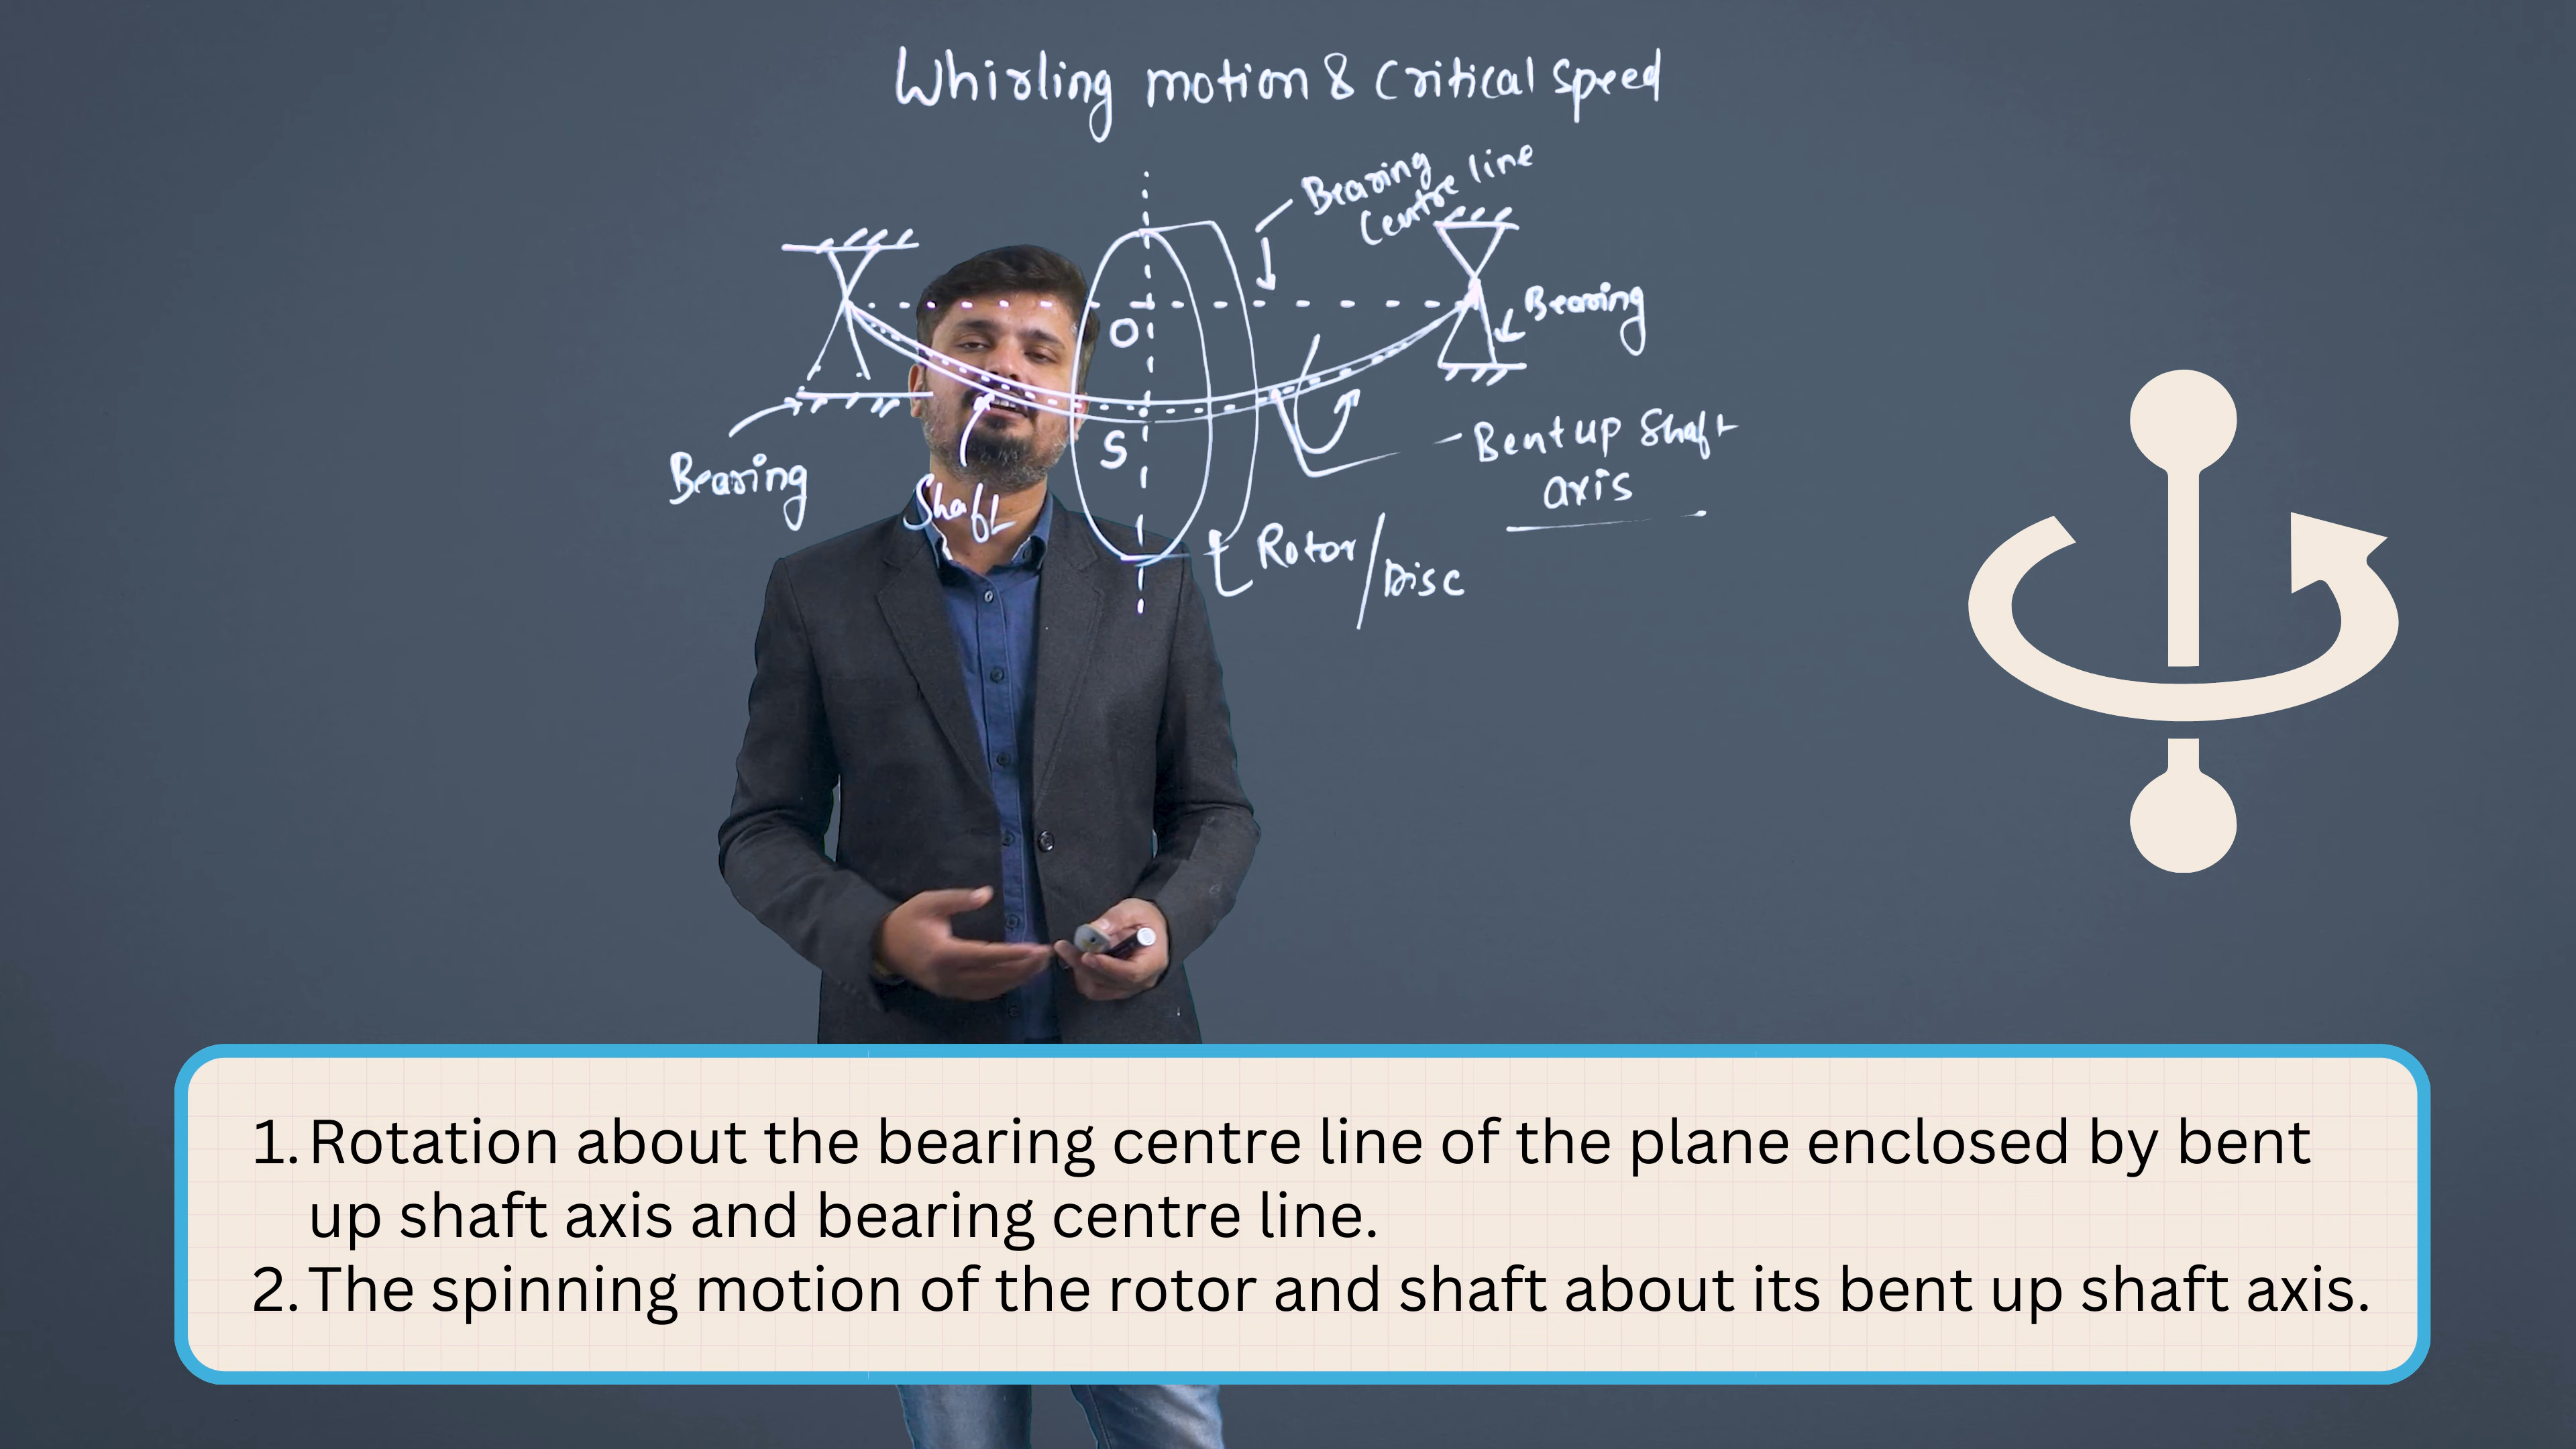 Whirling motion & Critical Speed
Bearing
Centre line
Bearing
O
S
Bent up Shaft
axis
Bearing
Shaft
Rotor/Disc
1. Rotation about the bearing centre line of the plane enclosed by bent
up shaft axis and bearing centre line.
2. The spinning motion of the rotor and shaft about its bent up shaft axis.